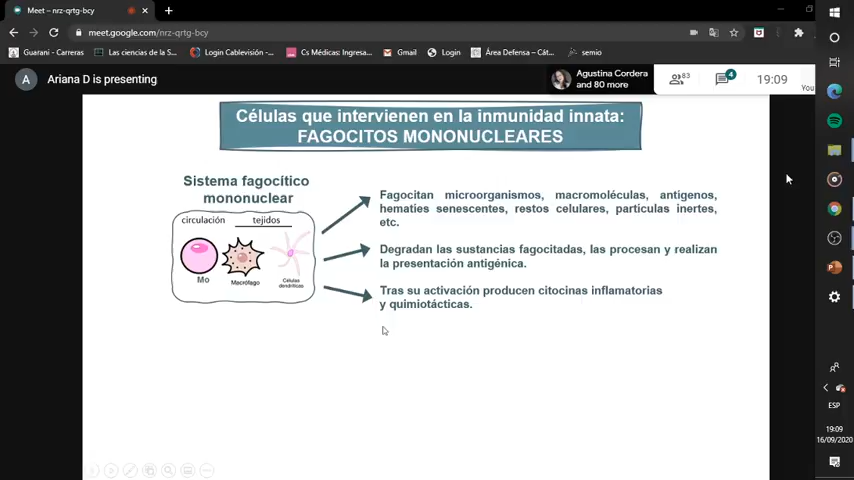 Meet – nrz-qrtg-bcy
meet.google.com/nrz-qrtg-bcy
Guarani - Carreras
Las ciencias de la S...
Login Cablevisión...
Cs Médicas: Ingresa...
Gmail
Login
Área Defensa – Cát...
semio
A
Ariana D is presenting
Agustina Cordera
and 80 more
83
4
19:09
You
Células que intervienen en la inmunidad innata:
FAGOCITOS MONONUCLEARES
Sistema fagocítico
mononuclear
circulación
tejidos
Mo
Macrófago
Células
dendríticas
Fagocitan microorganismos, macromoléculas, antígenos,
hematíes senescentes, restos celulares, partículas inertes,
etc.
Degradan las sustancias fagocitadas, las procesan y realizan
la presentación antigénica.
Tras su activación producen citocinas inflamatorias
y quimiotácticas.
ESP
19:09
16/09/2020